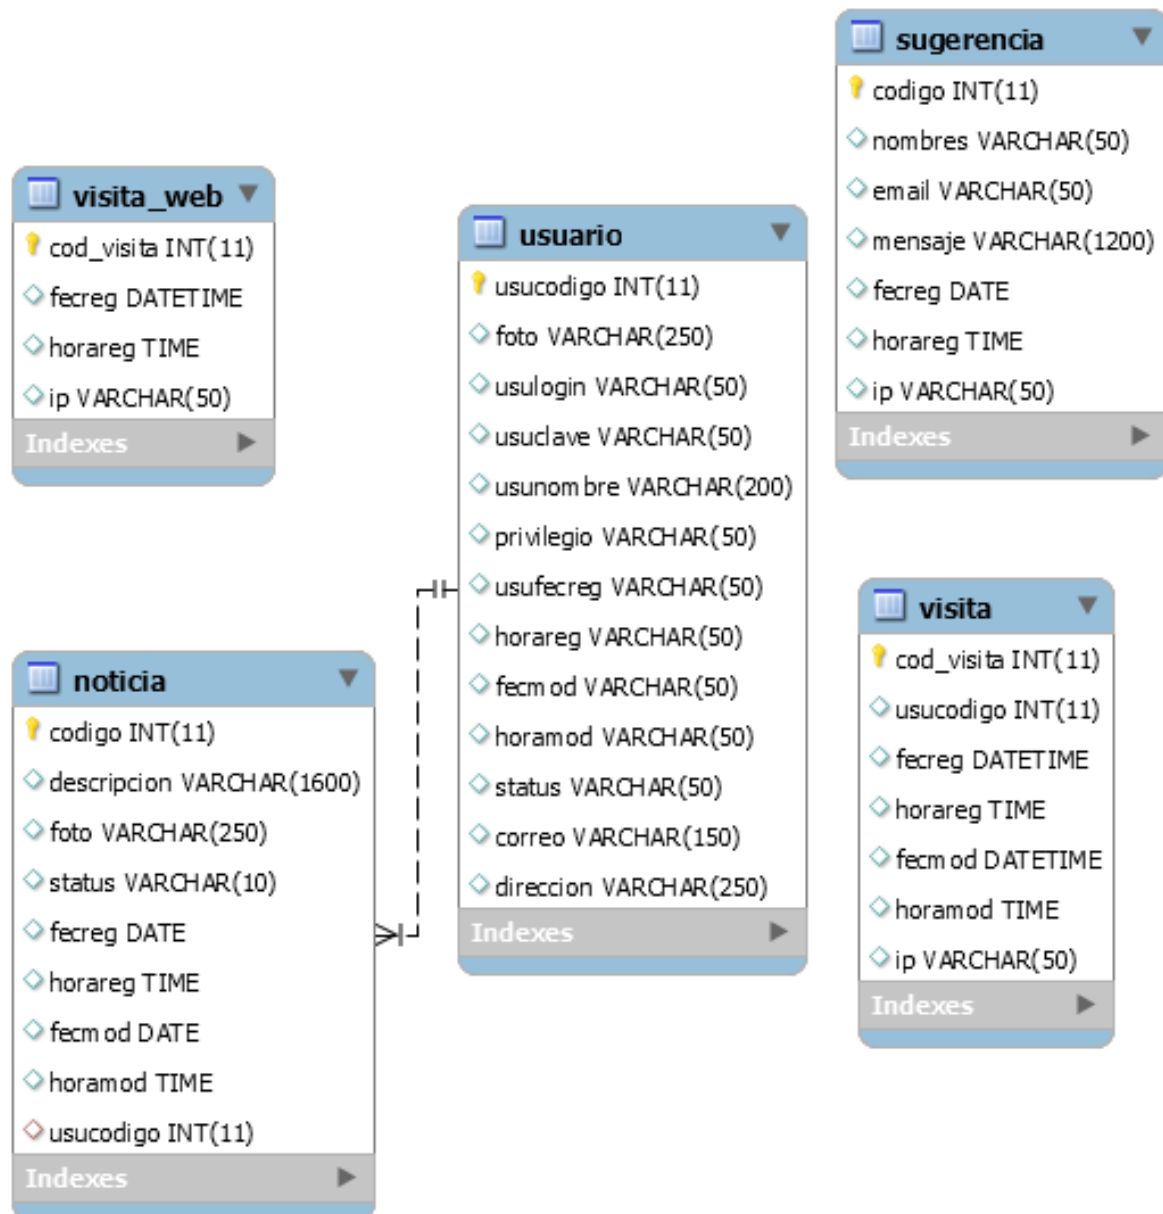 visita_web
cod_visita INT(11)
fecreg DATETIME
horareg TIME
ip VARCHAR(50)
Indexes
noticia
codigo INT(11)
descripcion VARCHAR(1600)
foto VARCHAR(250)
status VARCHAR(10)
fecreg DATE
horareg TIME
fecmod DATE
horamod TIME
usucodigo INT(11)
Indexes
usuario
usucodigo INT(11)
foto VARCHAR(250)
usulogin VARCHAR(50)
usuclave VARCHAR(50)
usunombre VARCHAR(200)
privilegio VARCHAR(50)
usufecreg VARCHAR(50)
horareg VARCHAR(50)
fecmod VARCHAR(50)
horamod VARCHAR(50)
status VARCHAR(50)
correo VARCHAR(150)
direccion VARCHAR(250)
Indexes
sugerencia
codigo INT(11)
nombres VARCHAR(50)
email VARCHAR(50)
mensaje VARCHAR(1200)
fecreg DATE
horareg TIME
ip VARCHAR(50)
Indexes
visita
cod_visita INT(11)
usucodigo INT(11)
fecreg DATETIME
horareg TIME
fecmod DATETIME
horamod TIME
ip VARCHAR(50)
Indexes